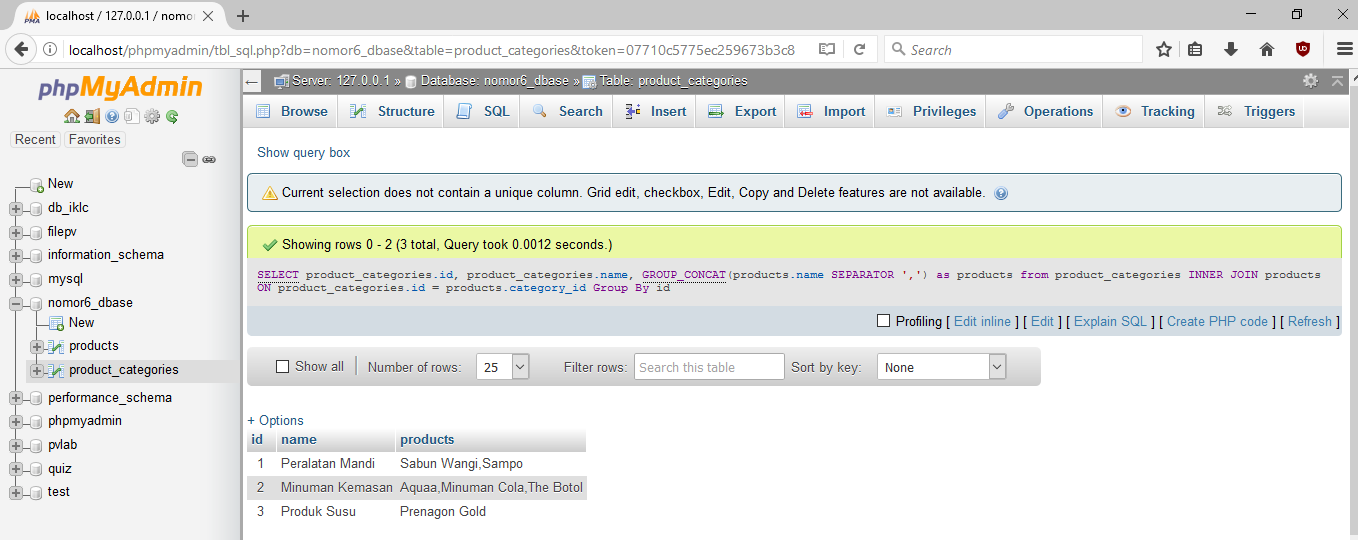 localhost / 127.0.0.1 / nomo
localhost/phpmyadmin/tbl_sql.php?db=nomor6_dbase&table=product_categories&token=07710c5775ec259673b3c8
Search
phpMyAdmin
Recent Favorites
New
db_iklc
filepv
information_schema
mysql
nomor6_dbase
New
products
product_categories
performance_schema
phpmyadmin
pvlab
quiz
test
Server: 127.0.0.1 » Database: nomor6_dbase » Table: product_categories
Browse Structure SQL Search Insert Export Import Privileges Operations Tracking Triggers
Show query box
Current selection does not contain a unique column. Grid edit, checkbox, Edit, Copy and Delete features are not available.
Showing rows 0 - 2 (3 total, Query took 0.0012 seconds.)
SELECT product_categories.id, product_categories.name, GROUP_CONCAT(products.name SEPARATOR ',') as products from product_categories INNER JOIN products
ON product_categories.id = products.category_id Group By id
Profiling [ Edit inline ] [ Edit ] [ Explain SQL ] [ Create PHP code ] [ Refresh ]
Show all Number of rows: 25 Filter rows: Search this table Sort by key: None
+ Options
id name products
1 Peralatan Mandi Sabun Wangi,Sampo
2 Minuman Kemasan Aquaa,Minuman Cola,The Botol
3 Produk Susu Prenagon Gold